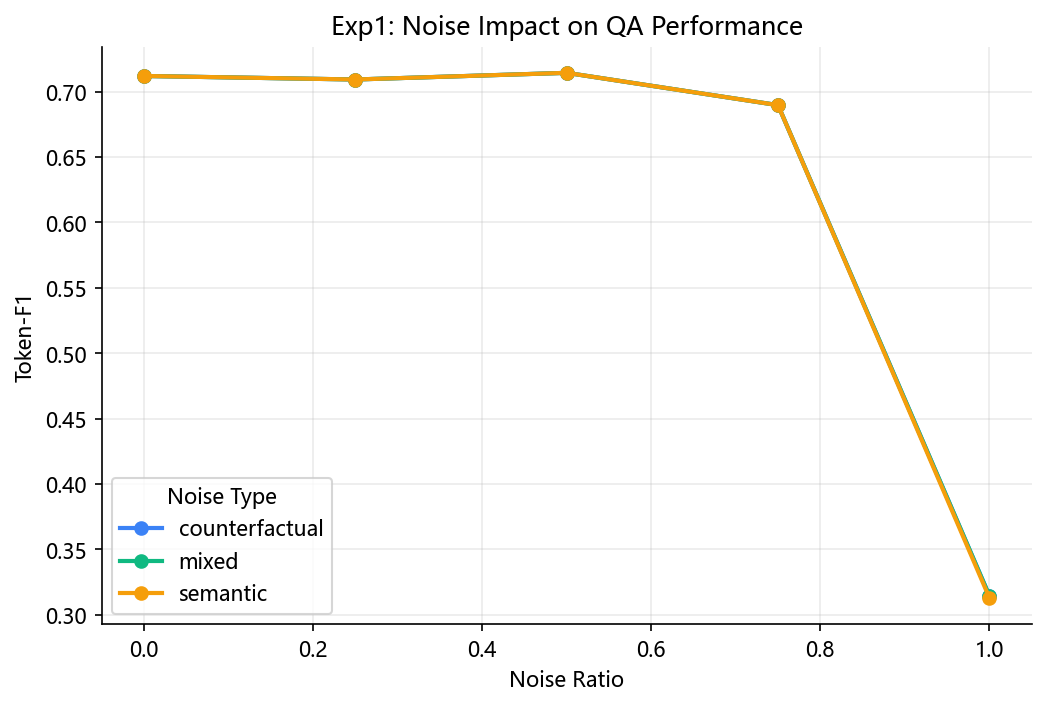 Exp1: Noise Impact on QA Performance
Token-F1
0.70
0.65
0.60
0.55
0.50
0.45
0.40
0.35
0.30
Noise Type
counterfactual
mixed
semantic
0.0 0.2 0.4 0.6 0.8 1.0
Noise Ratio